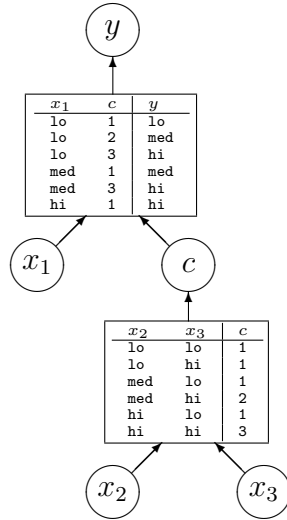 y
x₁ c y
lo 1 lo
lo 2 med
lo 3 hi
med 1 med
med 3 hi
hi 1 hi
x₁ c
x₂ x₃ c
lo lo 1
lo hi 1
med lo 1
med hi 2
hi lo 1
hi hi 3
x₂ x₃